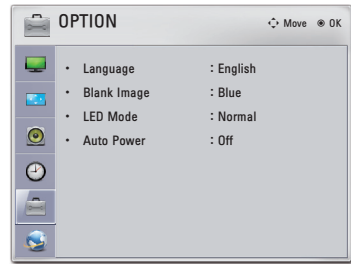 OPTION
Move OK
• Language : English
• Blank Image : Blue
• LED Mode : Normal
• Auto Power : Off